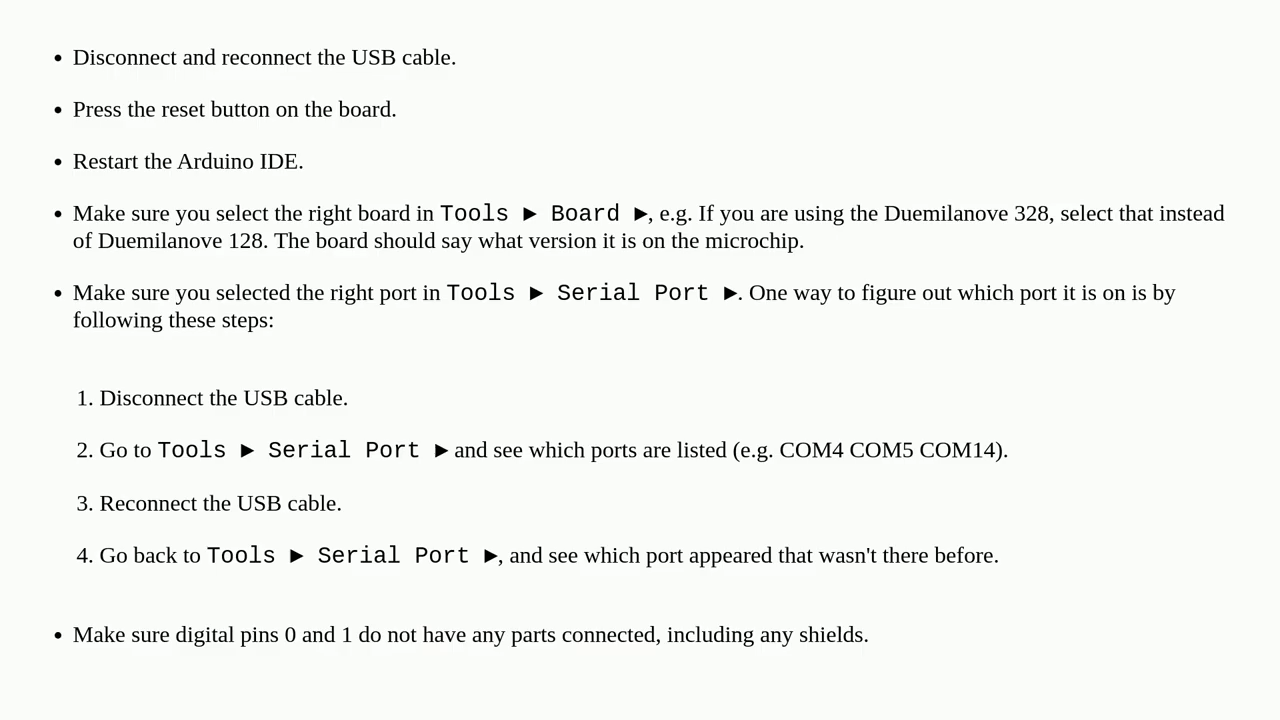 • Disconnect and reconnect the USB cable.
• Press the reset button on the board.
• Restart the Arduino IDE.
• Make sure you select the right board in Tools ► Board ►, e.g. If you are using the Duemilanove 328, select that instead
of Duemilanove 128. The board should say what version it is on the microchip.
• Make sure you selected the right port in Tools ► Serial Port ►. One way to figure out which port it is on is by
following these steps:
1. Disconnect the USB cable.
2. Go to Tools ► Serial Port ► and see which ports are listed (e.g. COM4 COM5 COM14).
3. Reconnect the USB cable.
4. Go back to Tools ► Serial Port ►, and see which port appeared that wasn't there before.
• Make sure digital pins 0 and 1 do not have any parts connected, including any shields.